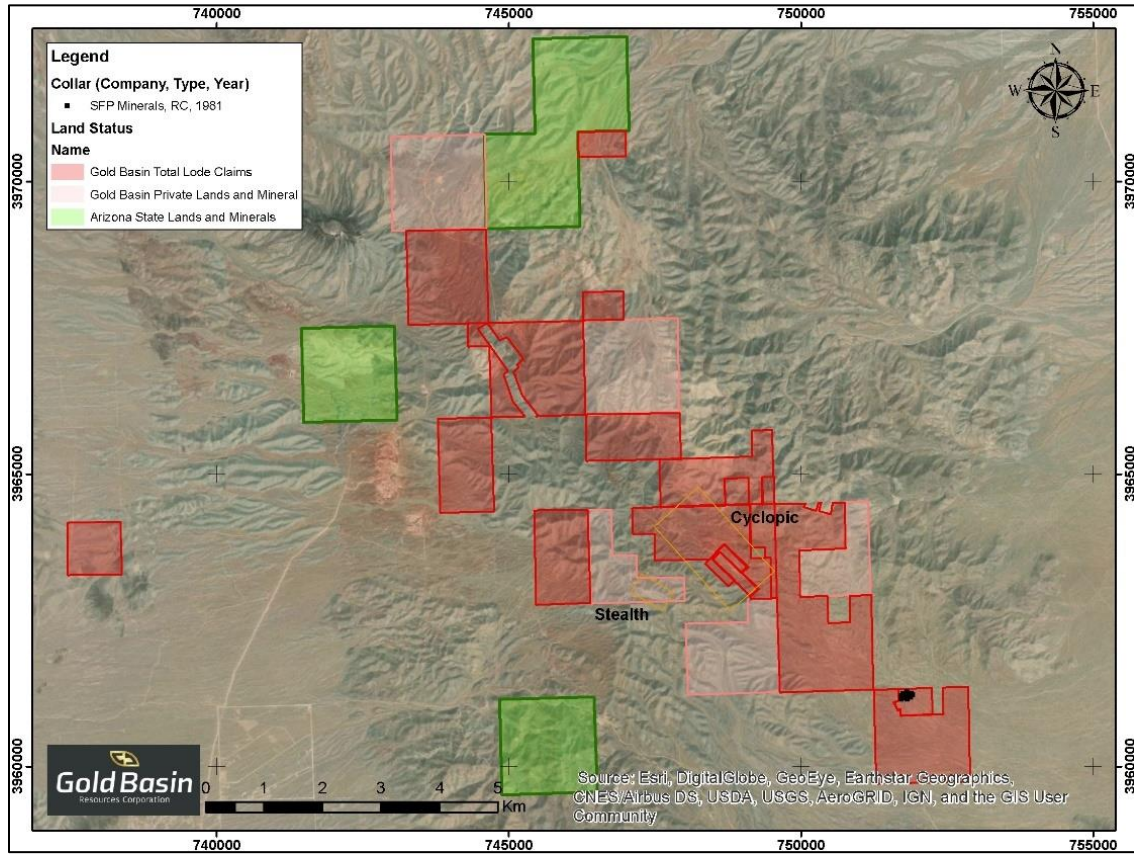 740000 745000 750000 755000
Legend
Collar (Company, Type, Year)
SFP Minerals, RC, 1981
Land Status
Name
Gold Basin Total Lode Claims
Gold Basin Private Lands and Mineral
Arizona State Lands and Minerals
N
W E
S
3970000 3970000
3965000 3965000
Cyclopic
Stealth
3960000 3960000
Gold Basin
Resources Corporation
0 1 2 3 4 5
Km
Source: Esri, DigitalGlobe, GeoEye, Earthstar Geographics,
CNES/Airbus DS, USDA, USGS, AeroGRID, IGN, and the GIS User
Community
740000 745000 750000 755000